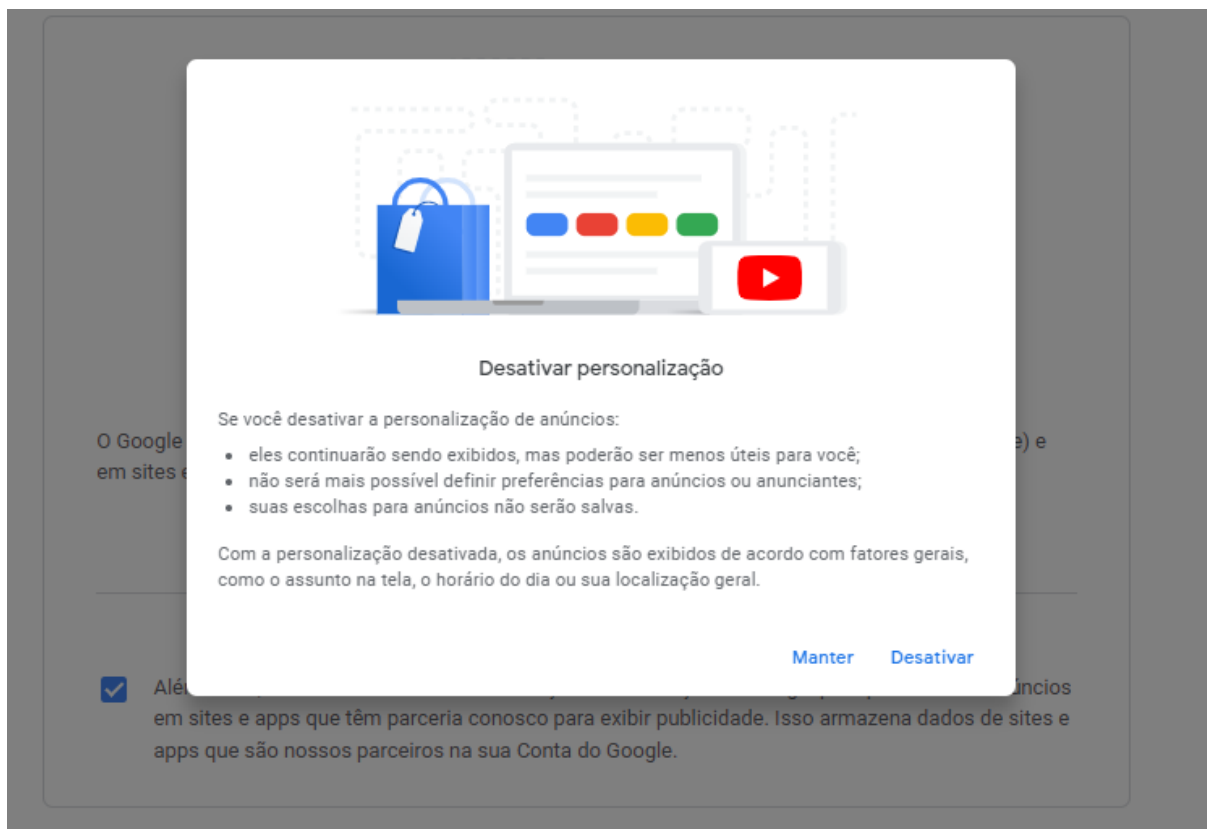 Desativar personalização
Se você desativar a personalização de anúncios:
• eles continuarão sendo exibidos, mas poderão ser menos úteis para você;
• não será mais possível definir preferências para anúncios ou anunciantes;
• suas escolhas para anúncios não serão salvas.
Com a personalização desativada, os anúncios são exibidos de acordo com fatores gerais,
como o assunto na tela, o horário do dia ou sua localização geral.
Manter Desativar
O Google
e) e
em sites e
em sites e apps que têm parceria conosco para exibir publicidade. Isso armazena dados de sites e
apps que são nossos parceiros na sua Conta do Google.